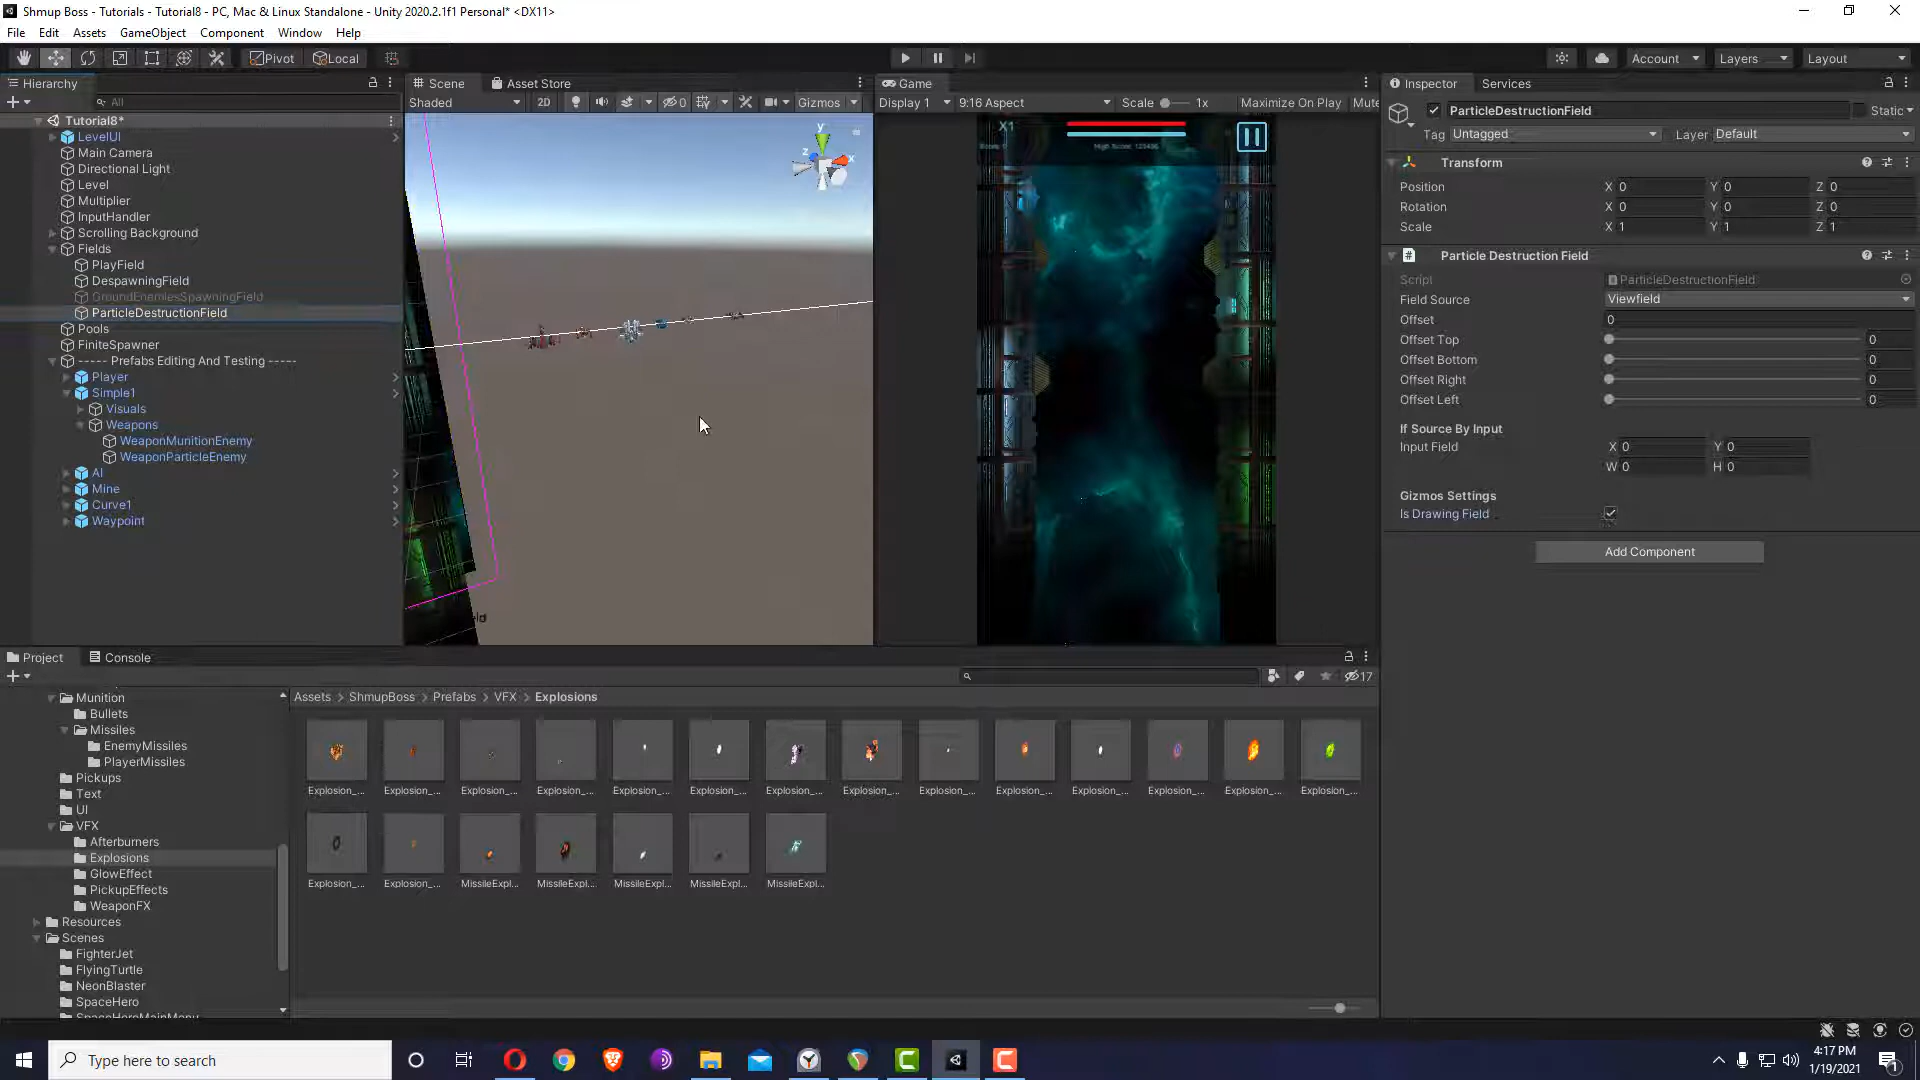 Shmup Boss - Tutorials - Tutorial8 - PC, Mac & Linux Standalone - Unity 2020.2.1f1 Personal* <DX11>
File Edit Assets GameObject Component Window Help
Pivot Local Account Layers Layout
Hierarchy
All
Tutorial8*
LevelUI
Main Camera
Directional Light
Level
Multiplier
InputHandler
Scrolling Background
Fields
PlayField
DespawningField
GroundEnemiesSpawningField
ParticleDestructionField
Pools
FiniteSpawner
----- Prefabs Editing And Testing -----
Player
Simple1
Visuals
Weapons
WeaponMunitionEnemy
WeaponParticleEnemy
AI
Mine
Curve1
Waypoint
Scene Asset Store
Shaded 2D 0 Gizmos
y
x
z
Game
Display 1 9:16 Aspect Scale 1x Maximize On Play Mute
X1
Inspector Services
ParticleDestructionField Static
Tag Untagged Layer Default
Transform
Position X 0 Y 0 Z 0
Rotation X 0 Y 0 Z 0
Scale X 1 Y 1 Z 1
Particle Destruction Field
Script ParticleDestructionField
Field Source Viewfield
Offset 0
Offset Top 0
Offset Bottom 0
Offset Right 0
Offset Left 0
If Source By Input
Input Field X 0 Y 0
W 0 H 0
Gizmos Settings
Is Drawing Field
Add Component
Project Console
17
Munition
Bullets
Missiles
EnemyMissiles
PlayerMissiles
Pickups
Text
UI
VFX
Afterburners
Explosions
GlowEffect
PickupEffects
WeaponFX
Resources
Scenes
FighterJet
FlyingTurtle
NeonBlaster
SpaceHero
SpaceHeroMainMenu
Assets > ShmupBoss > Prefabs > VFX > Explosions
Explosion_... Explosion_... Explosion_... Explosion_... Explosion_... Explosion_... Explosion_... Explosion_... Explosion_... Explosion_... Explosion_... Explosion_... Explosion_... Explosion_...
Explosion_... Explosion_... MissileExpl... MissileExpl... MissileExpl... MissileExpl... MissileExpl...
Type here to search
4:17 PM
1/19/2021
1